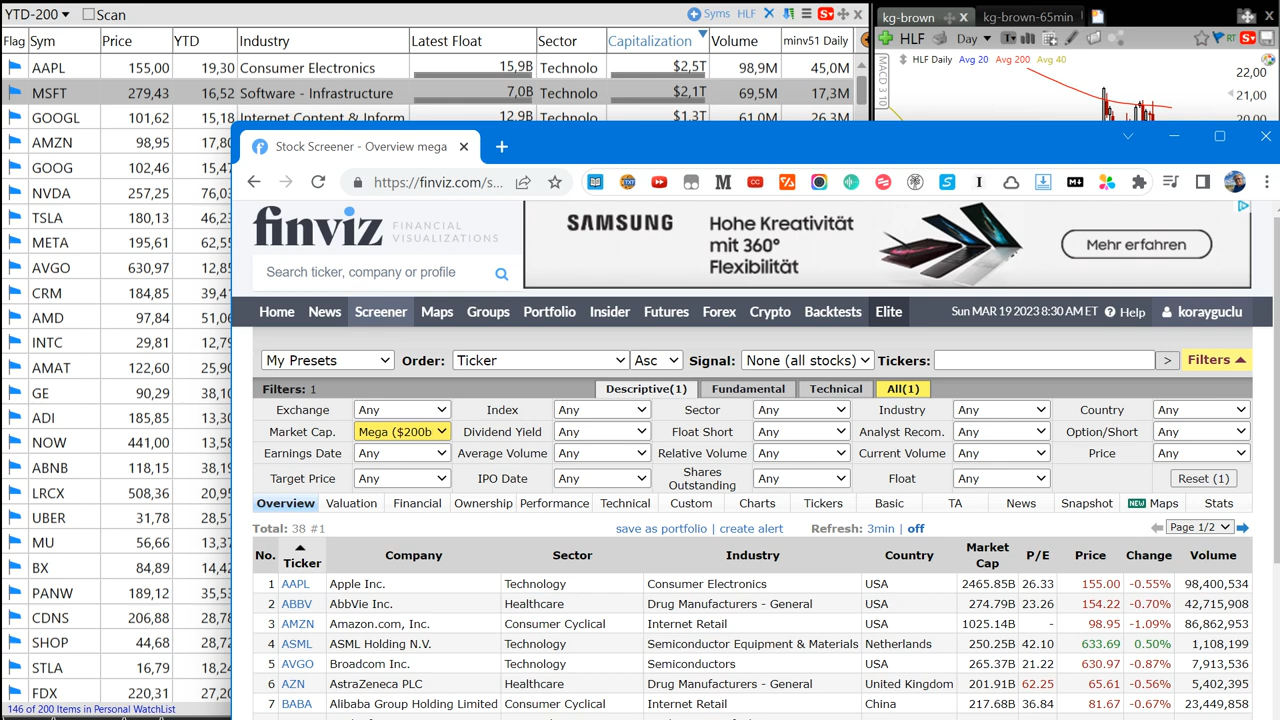 YTD-200 Scan Syms HLF
Flag Sym Price YTD Industry Latest Float Sector Capitalization Volume minv51 Daily
AAPL 155,00 19,30 Consumer Electronics 15,9B Technolo $2,5T 98,9M 45,0M
MSFT 279,43 16,52 Software - Infrastructure 7,0B Technolo $2,1T 69,5M 17,3M
GOOGL 101,62 15,18 Internet Content & Inform 12,9B Technolo $1,3T 61,0M 26,3M
AMZN 98,95 17,80
GOOG 102,46 15,47
NVDA 257,25 76,03
TSLA 180,13 46,23
META 195,61 62,55
AVGO 630,97 12,85
CRM 184,85 39,41
AMD 97,84 51,06
INTC 29,81 12,79
AMAT 122,60 25,90
GE 90,29 38,10
ADI 185,85 13,30
NOW 441,00 13,58
ABNB 118,15 38,19
LRCX 508,36 20,95
UBER 31,78 28,51
MU 56,66 13,37
BX 84,89 14,42
PANW 189,12 35,53
CDNS 206,88 28,78
SHOP 44,68 28,72
STLA 16,79 18,24
FDX 220,31 27,20
146 of 200 Items in Personal WatchList
kg-brown kg-brown-65min
HLF Day RT
HLF Daily Avg 20 Avg 200 Avg 40
MACD 3 10
22,00
21,00
20,00
Stock Screener - Overview mega
https://finviz.com/s...
finviz FINANCIAL
VISUALIZATIONS
Search ticker, company or profile
SAMSUNG
Hohe Kreativität
mit 360°
Flexibilität
Mehr erfahren
Home News Screener Maps Groups Portfolio Insider Futures Forex Crypto Backtests Elite Sun MAR 19 2023 8:30 AM ET Help korayguclu
My Presets Order: Ticker Asc Signal: None (all stocks) Tickers: > Filters
Filters: 1 Descriptive(1) Fundamental Technical All(1)
Exchange Any Index Any Sector Any Industry Any Country Any
Market Cap. Mega ($200b Dividend Yield Any Float Short Any Analyst Recom. Any Option/Short Any
Earnings Date Any Average Volume Any Relative Volume Any Current Volume Any Price Any
Target Price Any IPO Date Any Shares Outstanding Any Float Any Reset (1)
Overview Valuation Financial Ownership Performance Technical Custom Charts Tickers Basic TA News Snapshot NEW Maps Stats
Total: 38 #1 save as portfolio | create alert Refresh: 3min | off Page 1/2
No. Ticker Company Sector Industry Country Market Cap P/E Price Change Volume
1 AAPL Apple Inc. Technology Consumer Electronics USA 2465.85B 26.33 155.00 -0.55% 98,400,534
2 ABBV AbbVie Inc. Healthcare Drug Manufacturers - General USA 274.79B 23.26 154.22 -0.70% 42,715,908
3 AMZN Amazon.com, Inc. Consumer Cyclical Internet Retail USA 1025.14B - 98.95 -1.09% 86,862,953
4 ASML ASML Holding N.V. Technology Semiconductor Equipment & Materials Netherlands 250.25B 42.10 633.69 0.50% 1,108,199
5 AVGO Broadcom Inc. Technology Semiconductors USA 265.37B 21.22 630.97 -0.87% 7,913,536
6 AZN AstraZeneca PLC Healthcare Drug Manufacturers - General United Kingdom 201.91B 62.25 65.61 -0.56% 5,402,395
7 BABA Alibaba Group Holding Limited Consumer Cyclical Internet Retail China 217.68B 36.84 81.67 -0.67% 23,449,858